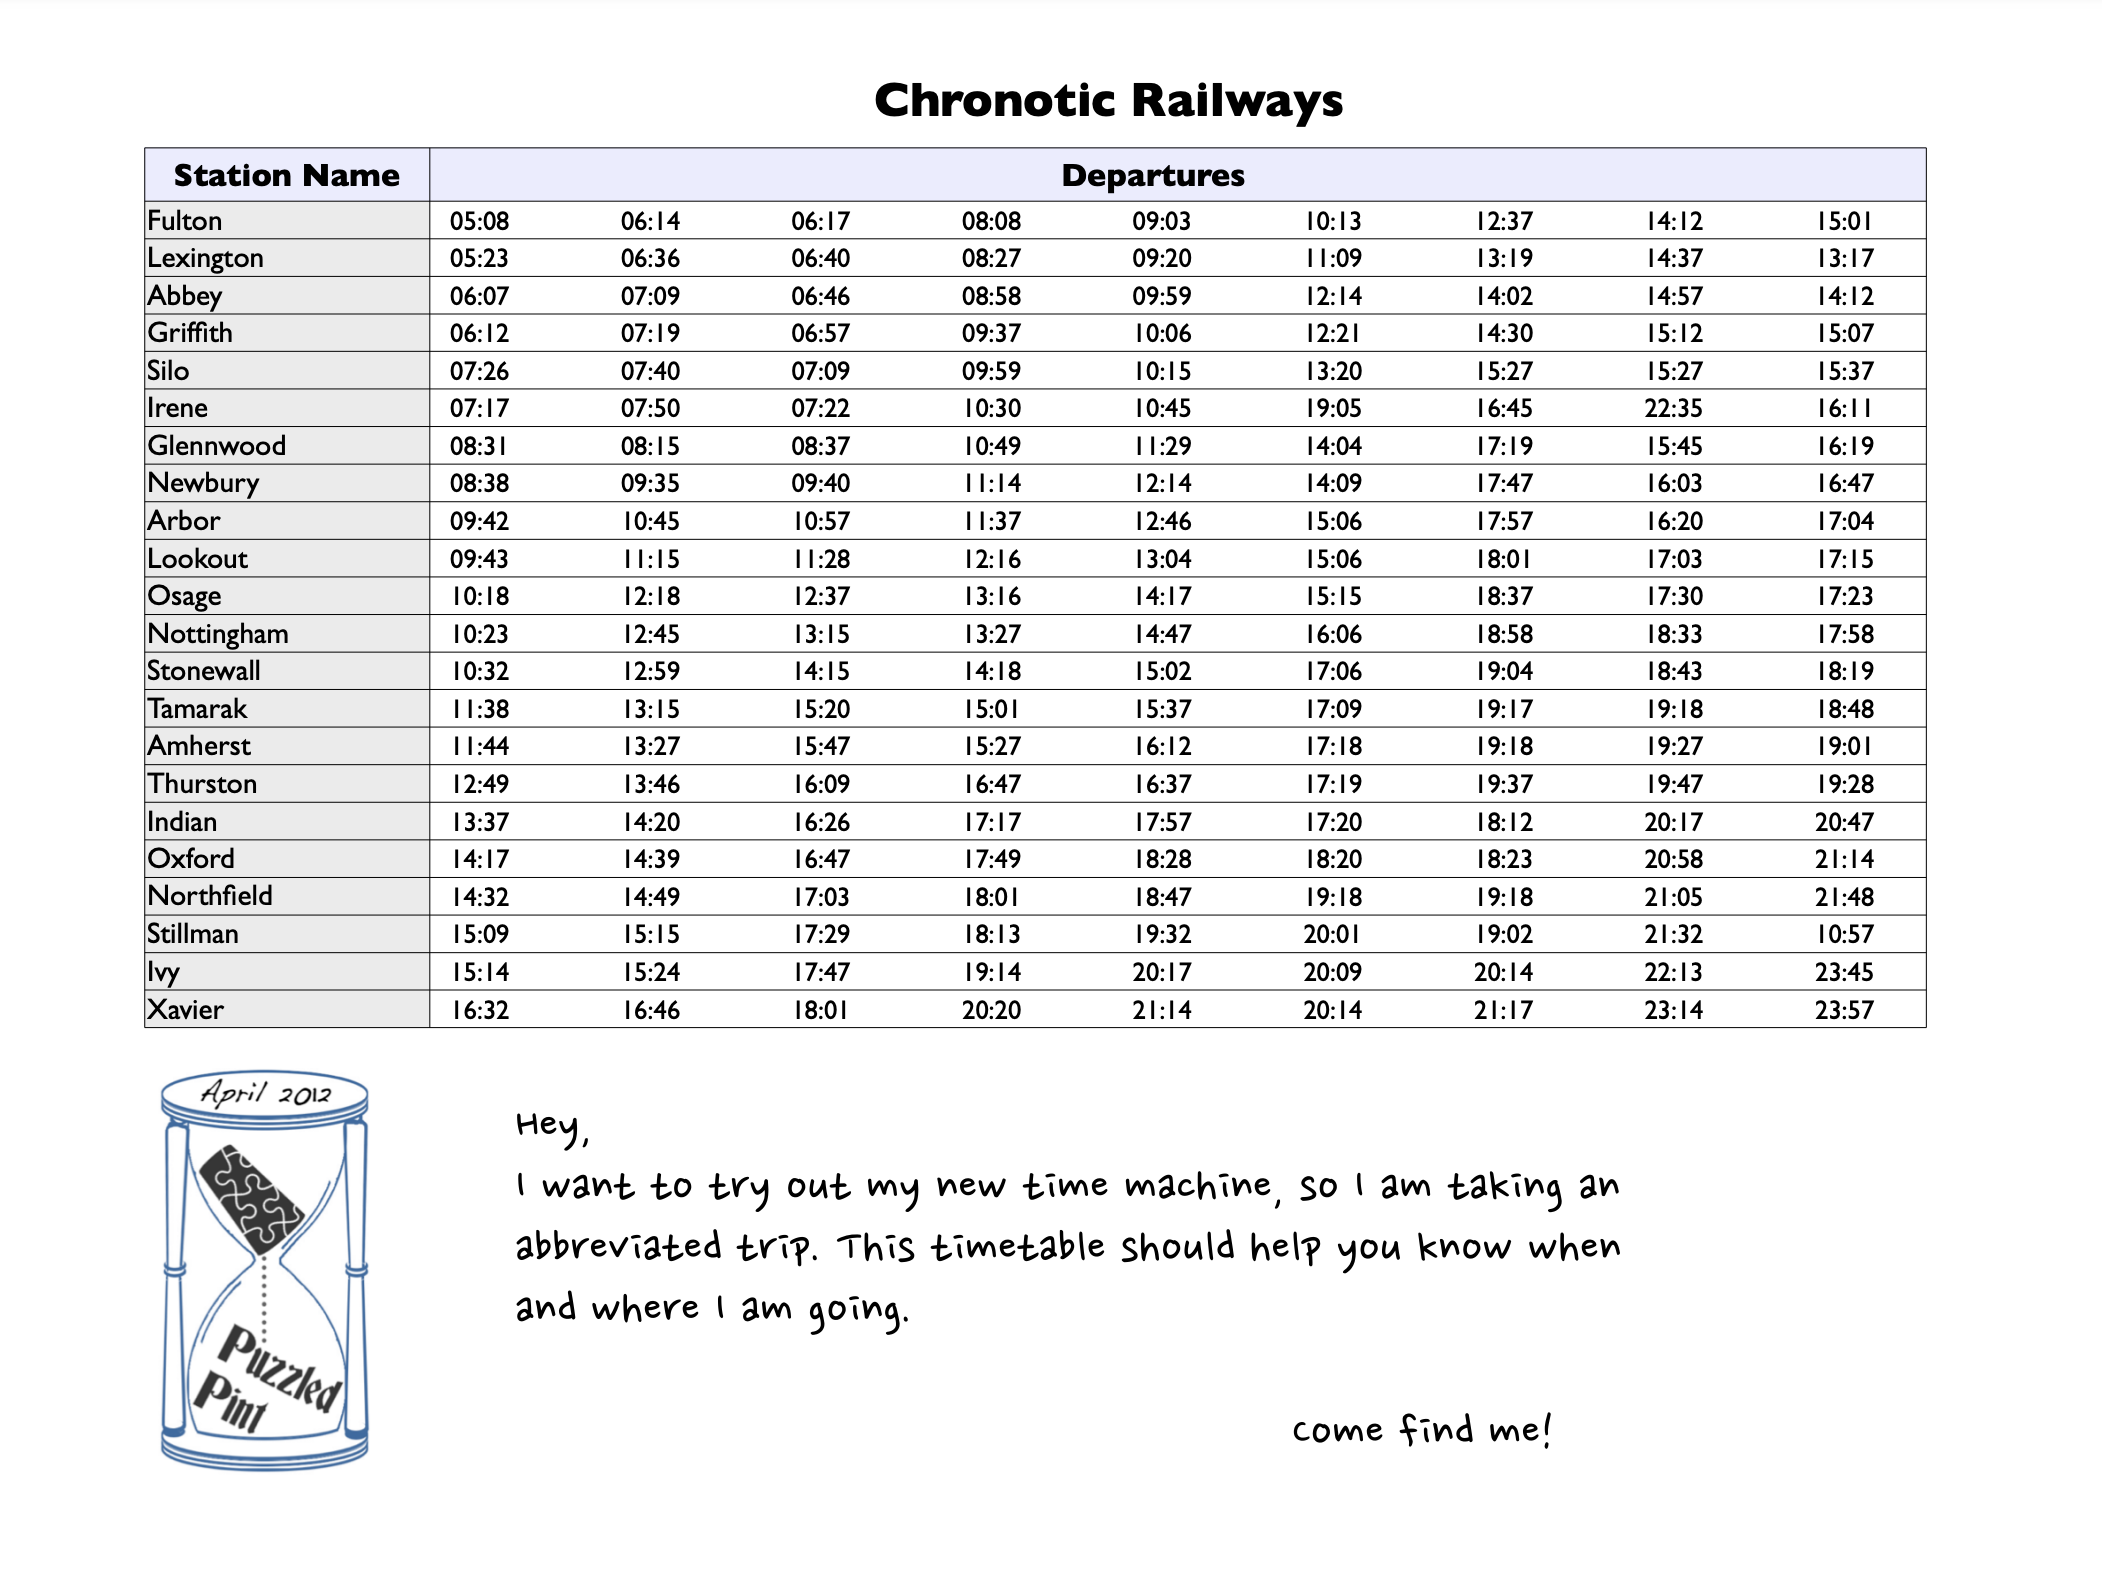 Chronotic Railways
Station Name Departures
Fulton 05:08 06:14 06:17 08:08 09:03 10:13 12:37 14:12 15:01
Lexington 05:23 06:36 06:40 08:27 09:20 11:09 13:19 14:37 13:17
Abbey 06:07 07:09 06:46 08:58 09:59 12:14 14:02 14:57 14:12
Griffith 06:12 07:19 06:57 09:37 10:06 12:21 14:30 15:12 15:07
Silo 07:26 07:40 07:09 09:59 10:15 13:20 15:27 15:27 15:37
Irene 07:17 07:50 07:22 10:30 10:45 19:05 16:45 22:35 16:11
Glennwood 08:31 08:15 08:37 10:49 11:29 14:04 17:19 15:45 16:19
Newbury 08:38 09:35 09:40 11:14 12:14 14:09 17:47 16:03 16:47
Arbor 09:42 10:45 10:57 11:37 12:46 15:06 17:57 16:20 17:04
Lookout 09:43 11:15 11:28 12:16 13:04 15:06 18:01 17:03 17:15
Osage 10:18 12:18 12:37 13:16 14:17 15:15 18:37 17:30 17:23
Nottingham 10:23 12:45 13:15 13:27 14:47 16:06 18:58 18:33 17:58
Stonewall 10:32 12:59 14:15 14:18 15:02 17:06 19:04 18:43 18:19
Tamarak 11:38 13:15 15:20 15:01 15:37 17:09 19:17 19:18 18:48
Amherst 11:44 13:27 15:47 15:27 16:12 17:18 19:18 19:27 19:01
Thurston 12:49 13:46 16:09 16:47 16:37 17:19 19:37 19:47 19:28
Indian 13:37 14:20 16:26 17:17 17:57 17:20 18:12 20:17 20:47
Oxford 14:17 14:39 16:47 17:49 18:28 18:20 18:23 20:58 21:14
Northfield 14:32 14:49 17:03 18:01 18:47 19:18 19:18 21:05 21:48
Stillman 15:09 15:15 17:29 18:13 19:32 20:01 19:02 21:32 10:57
Ivy 15:14 15:24 17:47 19:14 20:17 20:09 20:14 22:13 23:45
Xavier 16:32 16:46 18:01 20:20 21:14 20:14 21:17 23:14 23:57
April 2012
Puzzled
Pint
Hey,
I want to try out my new time machine, so I am taking an
abbreviated trip. This timetable should help you know when
and where I am going.
come find me!